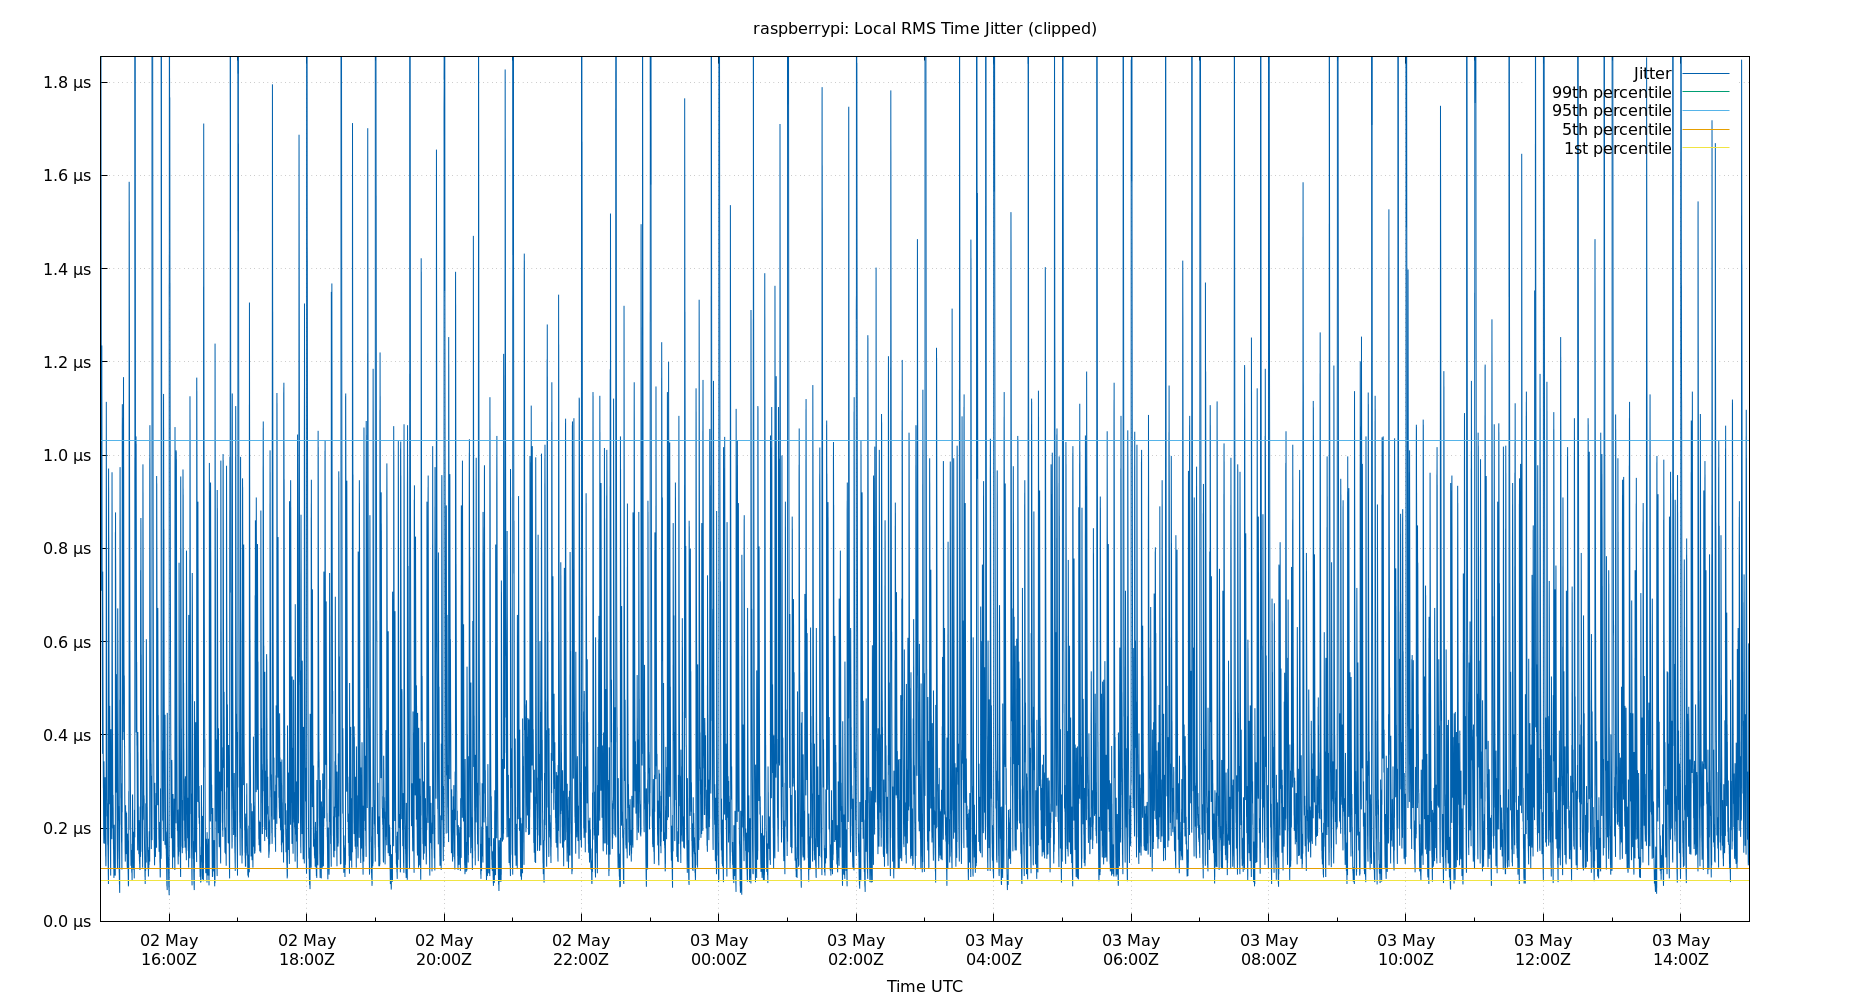 raspberrypi: Local RMS Time Jitter (clipped)
Jitter
99th percentile
95th percentile
5th percentile
1st percentile
1.8 μs
1.6 μs
1.4 μs
1.2 μs
1.0 μs
0.8 μs
0.6 μs
0.4 μs
0.2 μs
0.0 μs
02 May 02 May 02 May 02 May 03 May 03 May 03 May 03 May 03 May 03 May 03 May 03 May
16:00Z 18:00Z 20:00Z 22:00Z 00:00Z 02:00Z 04:00Z 06:00Z 08:00Z 10:00Z 12:00Z 14:00Z
Time UTC